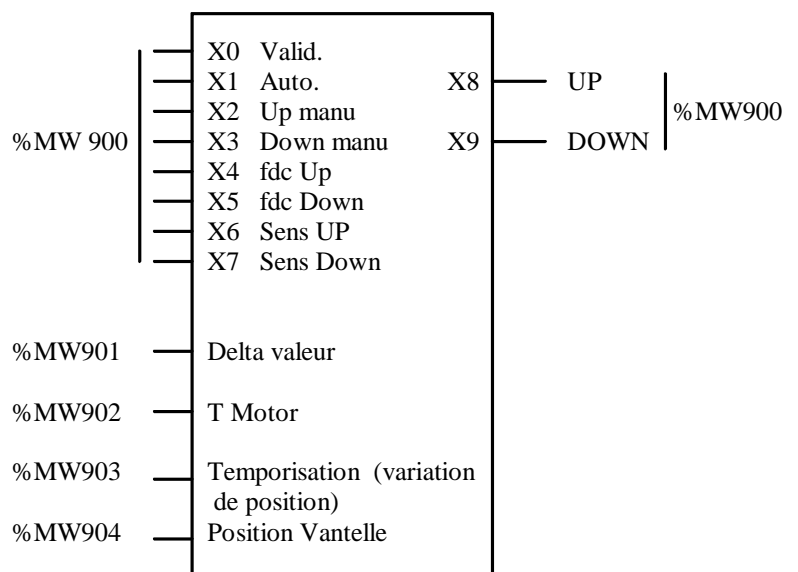 X0 Valid.
X1 Auto. X8 UP
X2 Up manu %MW900
%MW 900 X3 Down manu X9 DOWN
X4 fdc Up
X5 fdc Down
X6 Sens UP
X7 Sens Down
%MW901 Delta valeur
%MW902 T Motor
%MW903 Temporisation (variation
de position)
%MW904 Position Vantelle